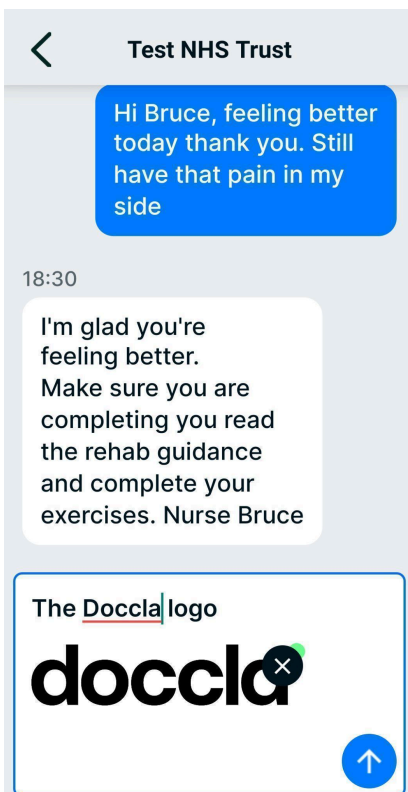 Test NHS Trust
Hi Bruce, feeling better
today thank you. Still
have that pain in my
side
18:30
I'm glad you're
feeling better.
Make sure you are
completing you read
the rehab guidance
and complete your
exercises. Nurse Bruce
The Doccla logo
doccla